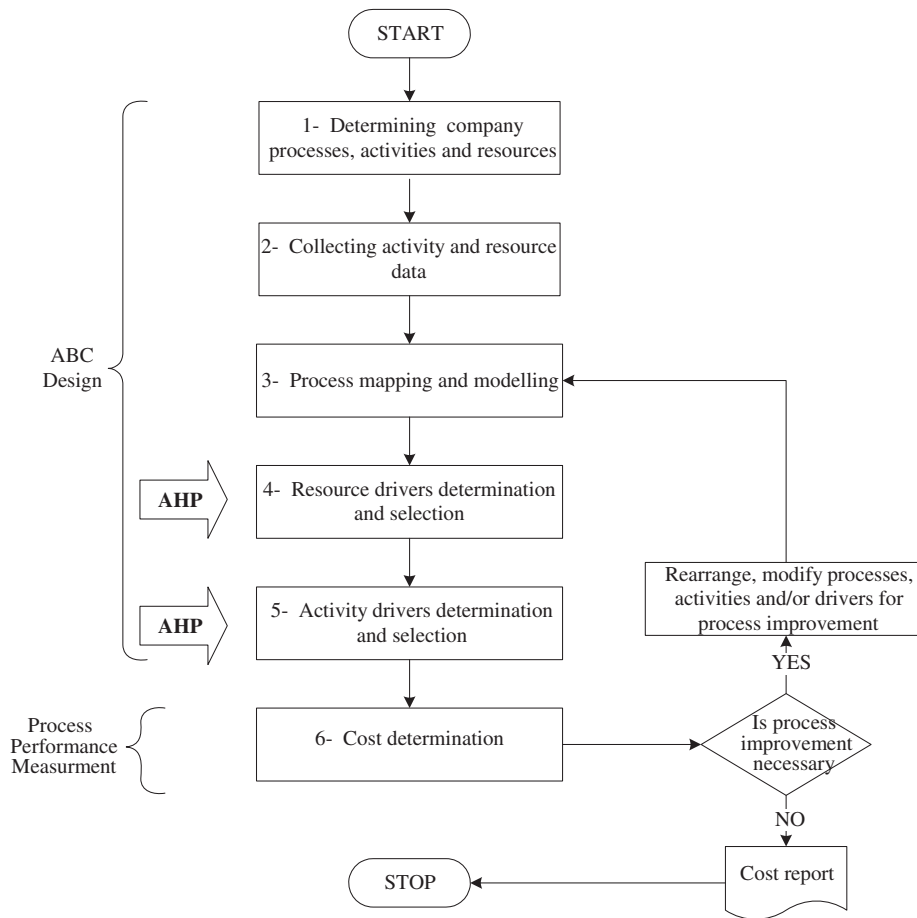 START
1- Determining company
processes, activities and resources
2- Collecting activity and resource
data
ABC
Design
3- Process mapping and modelling
AHP
4- Resource drivers determination
and selection
Rearrange, modify processes,
activities and/or drivers for
process improvement
AHP
5- Activity drivers determination
and selection
YES
Process
Performance
Measurment
6- Cost determination
Is process
improvement
necessary
NO
Cost report
STOP